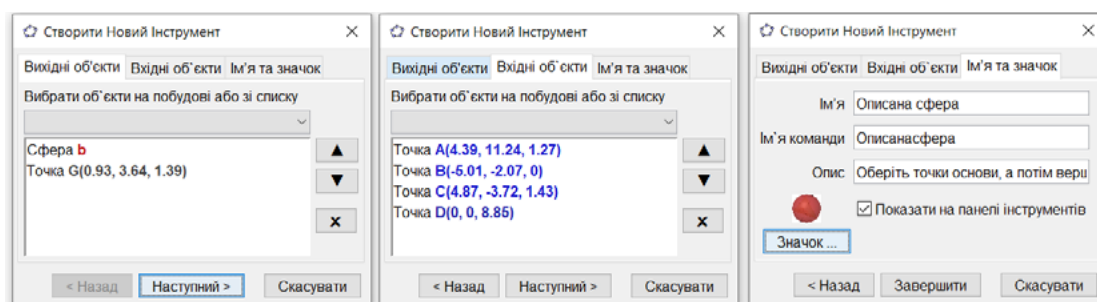 Створити Новий Інструмент
Вихідні об'єкти Вхідні об`єкти Ім'я та значок
Вибрати об`єкти на побудові або зі списку
Сфера b
Точка G(0.93, 3.64, 1.39)
< Назад Наступний > Скасувати
Створити Новий Інструмент
Вихідні об'єкти Вхідні об`єкти Ім'я та значок
Вибрати об`єкти на побудові або зі списку
Точка A(4.39, 11.24, 1.27)
Точка B(-5.01, -2.07, 0)
Точка C(4.87, -3.72, 1.43)
Точка D(0, 0, 8.85)
< Назад Наступний > Скасувати
Створити Новий Інструмент
Вихідні об'єкти Вхідні об`єкти Ім'я та значок
Ім'я Описана сфера
Ім`я команди Описанасфера
Опис Оберіть точки основи, а потім верш
Показати на панелі інструментів
Значок ...
< Назад Завершити Скасувати